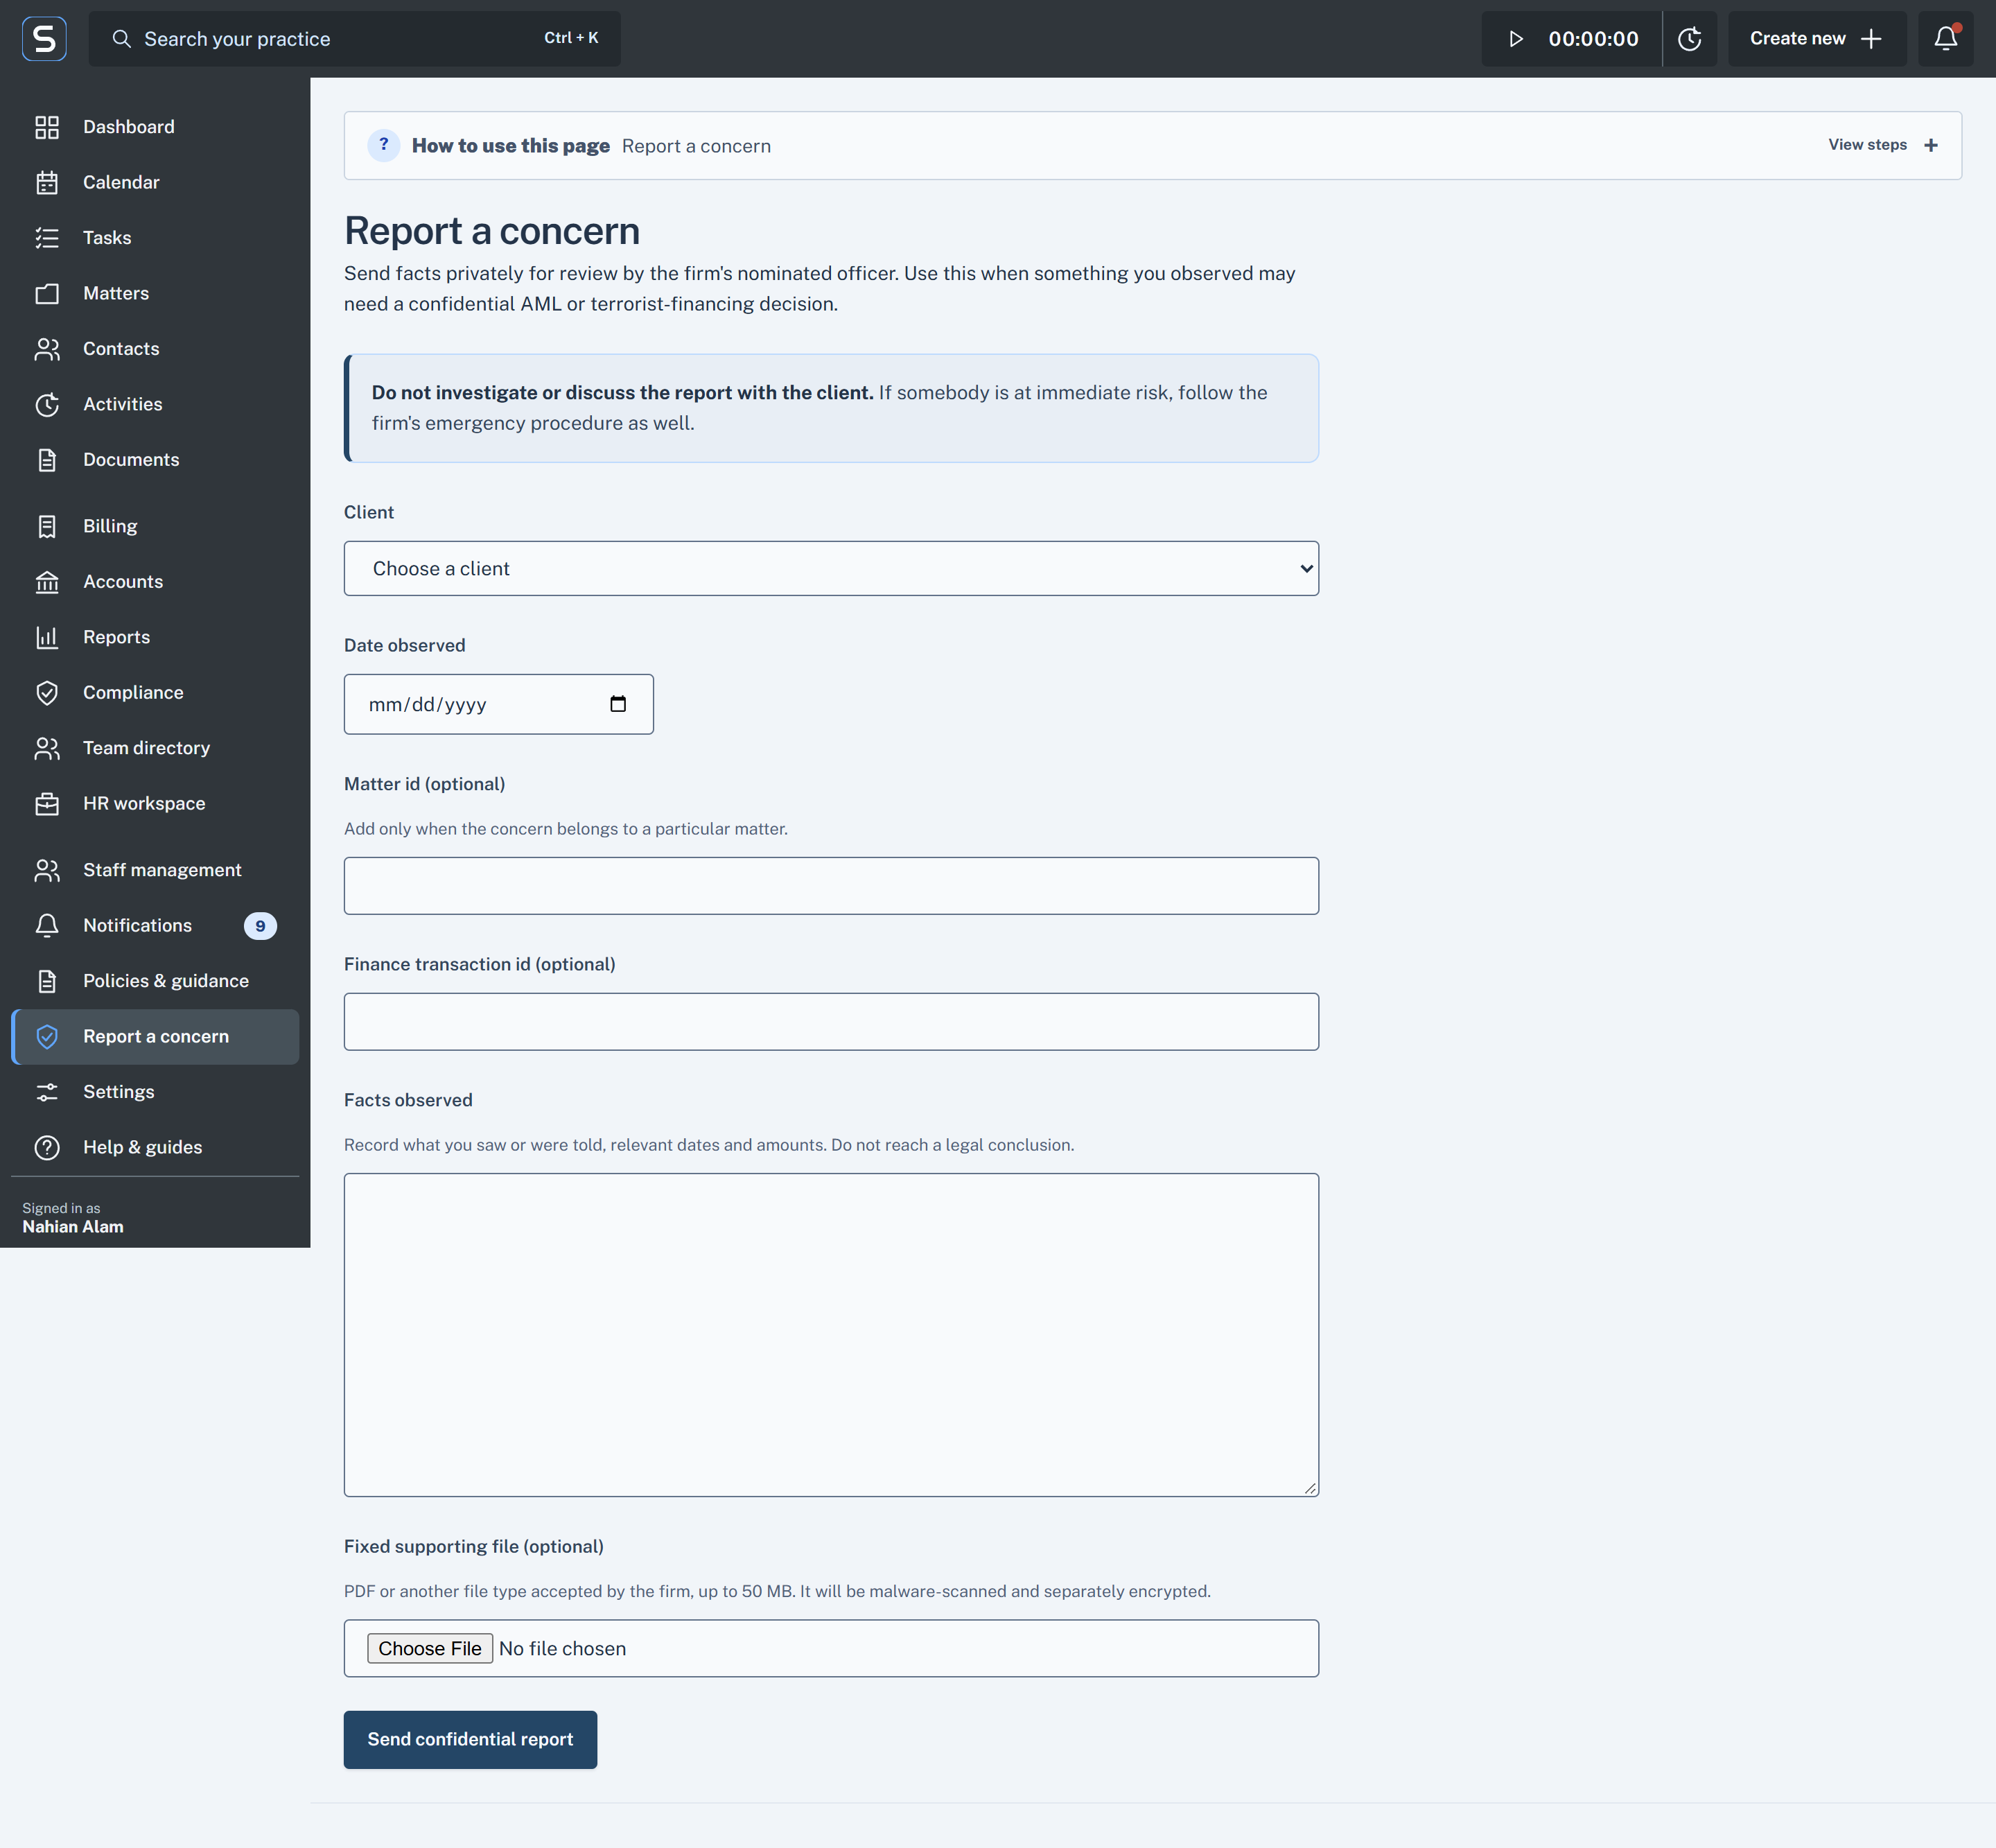 S
Search your practice
Ctrl + K
00:00:00
Create new
Dashboard
Calendar
Tasks
Matters
Contacts
Activities
Documents
Billing
Accounts
Reports
Compliance
Team directory
HR workspace
Staff management
Notifications
9
Policies & guidance
Report a concern
Settings
Help & guides
Signed in as
Nahian Alam
? How to use this page Report a concern
View steps +
Report a concern
Send facts privately for review by the firm's nominated officer. Use this when something you observed may
need a confidential AML or terrorist-financing decision.
Do not investigate or discuss the report with the client. If somebody is at immediate risk, follow the
firm's emergency procedure as well.
Client
Choose a client
Date observed
mm/dd/yyyy
Matter id (optional)
Add only when the concern belongs to a particular matter.
Finance transaction id (optional)
Facts observed
Record what you saw or were told, relevant dates and amounts. Do not reach a legal conclusion.
Fixed supporting file (optional)
PDF or another file type accepted by the firm, up to 50 MB. It will be malware-scanned and separately encrypted.
Choose File No file chosen
Send confidential report